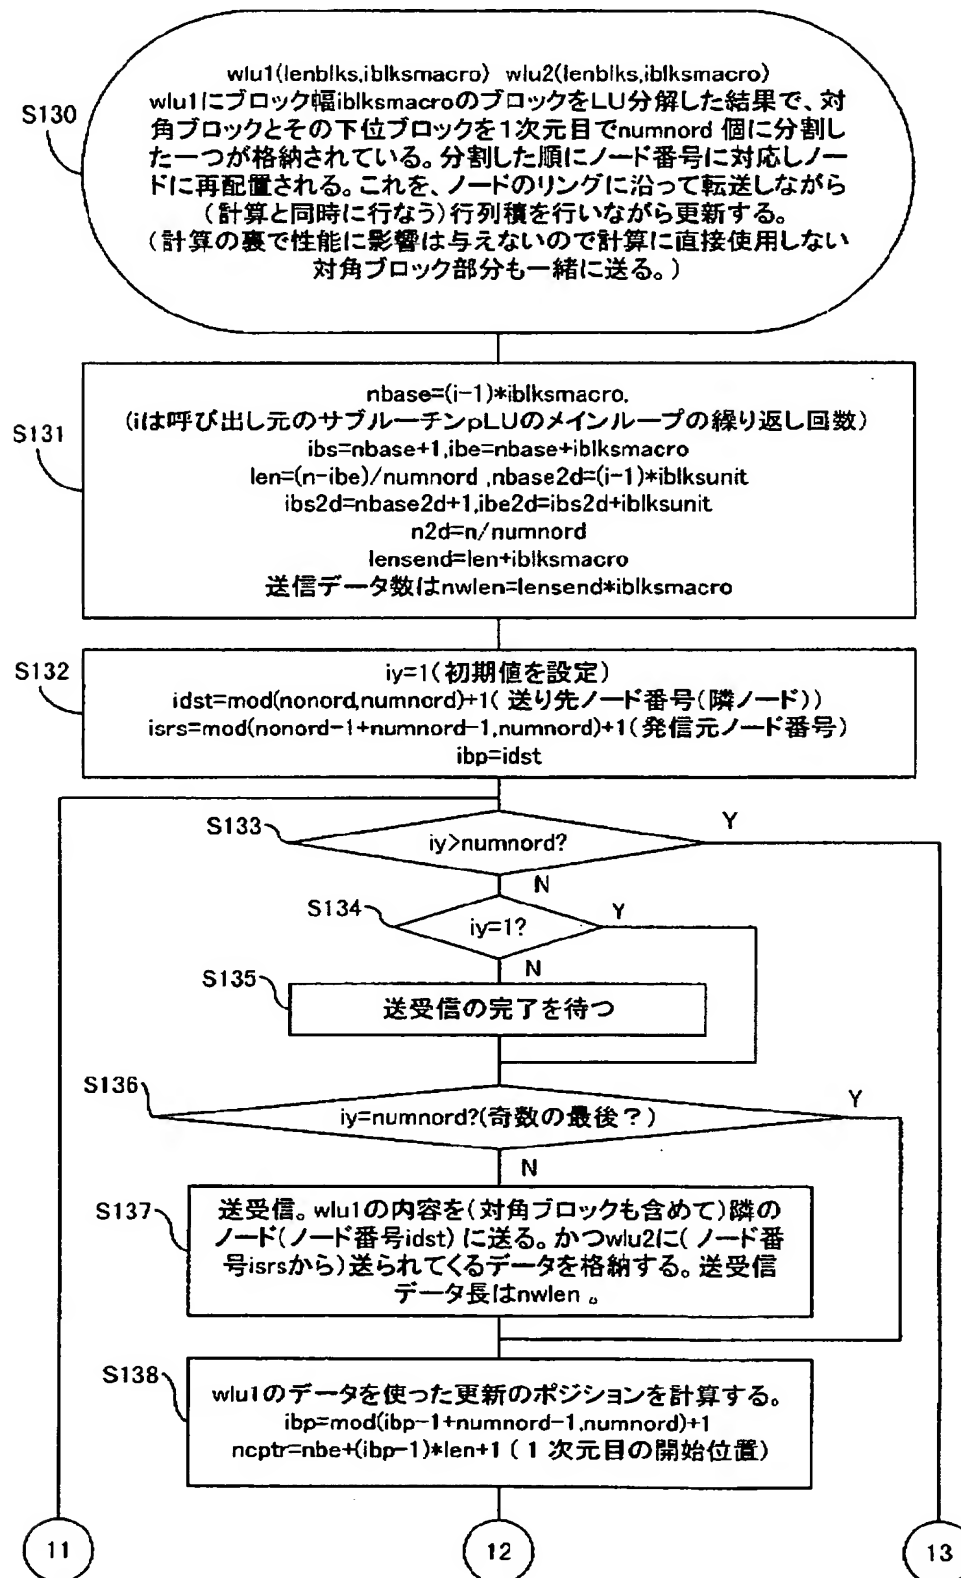 S130
wlu1(lenblks,iblksmacro) wlu2(lenblks,iblksmacro)
wlu1にブロック幅iblksmacroのブロックをLU分解した結果で、対
角ブロックとその下位ブロックを1次元目でnumnord 個に分割し
た一つが格納されている。分割した順にノード番号に対応しノー
ドに再配置される。これを、ノードのリングに沿って転送しながら
(計算と同時に行なう)行列積を行いながら更新する。
(計算の裏で性能に影響は与えないので計算に直接使用しない
対角ブロック部分も一緒に送る。)
S131
nbase=(i-1)*iblksmacro.
(iは呼び出し元のサブルーチンpLUのメインループの繰り返し回数)
ibs=nbase+1,ibe=nbase+iblksmacro
len=(n-ibe)/numnord ,nbase2d=(i-1)*iblksunit
ibs2d=nbase2d+1,ibe2d=ibs2d+iblksunit
n2d=n/numnord
lensend=len+iblksmacro
送信データ数はnwlen=lensend*iblksmacro
S132
iy=1(初期値を設定)
idst=mod(nonord,numnord)+1( 送り先ノード番号(隣ノード))
isrs=mod(nonord-1+numnord-1,numnord)+1(発信元ノード番号)
ibp=idst
S133
iy>numnord?
Y
N
S134
iy=1?
Y
N
S135
送受信の完了を待つ
S136
iy=numnord?(奇数の最後?)
Y
N
S137
送受信。wlu1の内容を(対角ブロックも含めて)隣の
ノード(ノード番号idst) に送る。かつwlu2に( ノード番
号isrsから)送られてくるデータを格納する。送受信
データ長はnwlen 。
S138
wlu1のデータを使った更新のポジションを計算する。
ibp=mod(ibp-1+numnord-1,numnord)+1
ncptr=nbe+(ibp-1)*len+1 ( 1 次元目の開始位置)
11
12
13